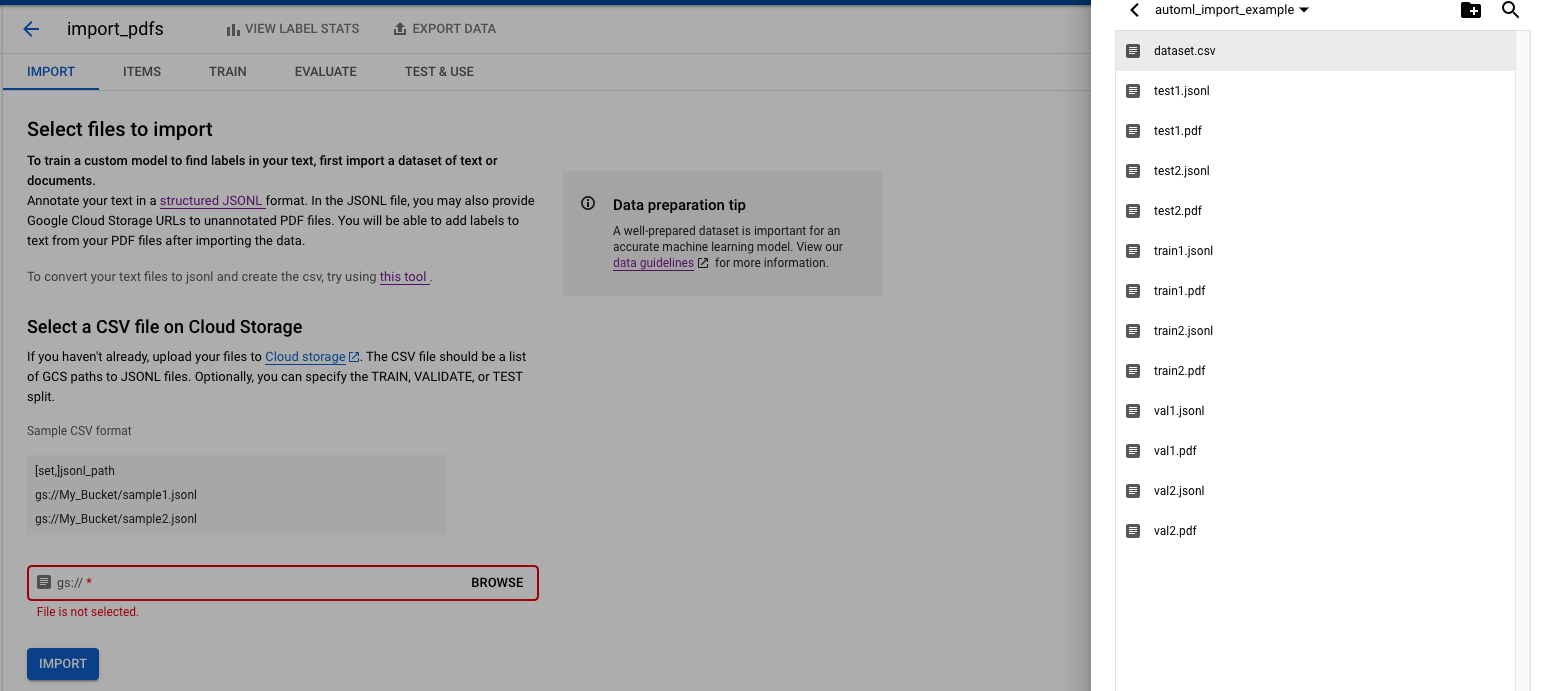 import_pdfs
VIEW LABEL STATS
EXPORT DATA
IMPORT
ITEMS
TRAIN
EVALUATE
TEST & USE
Select files to import
To train a custom model to find labels in your text, first import a dataset of text or
documents.
Annotate your text in a structured JSONL format. In the JSONL file, you may also provide
Google Cloud Storage URLs to unannotated PDF files. You will be able to add labels to
text from your PDF files after importing the data.
To convert your text files to jsonl and create the csv, try using this tool .
Data preparation tip
A well-prepared dataset is important for an
accurate machine learning model. View our
data guidelines for more information.
Select a CSV file on Cloud Storage
If you haven't already, upload your files to Cloud storage. The CSV file should be a list
of GCS paths to JSONL files. Optionally, you can specify the TRAIN, VALIDATE, or TEST
split.
Sample CSV format
[set,]jsonl_path
gs://My_Bucket/sample1.jsonl
gs://My_Bucket/sample2.jsonl
gs:// *
BROWSE
File is not selected.
IMPORT
automl_import_example
dataset.csv
test1.jsonl
test1.pdf
test2.jsonl
test2.pdf
train1.jsonl
train1.pdf
train2.jsonl
train2.pdf
val1.jsonl
val1.pdf
val2.jsonl
val2.pdf